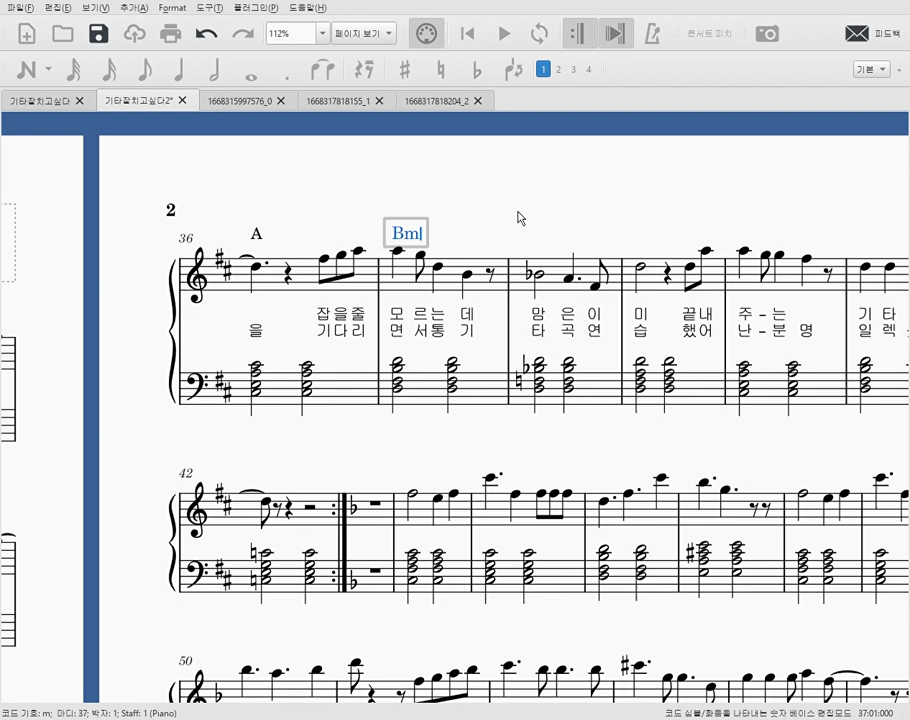 파일(F) 편집(E) 보기(V) 추가(A) Format 도구(T) 플러그인(P) 도움말(H)
112% 페이지 보기 콘서트 피치 피드백
1 2 3 4 기본
기타잘치고싶다 기타잘치고싶다2* 1668315997576_0 1668317818155_1 1668317818204_2
2
36 A Bm
잡을줄 모 르는 데 망 은 이 미 끝내 주 – 는 기 타
을 기다리 면 서통 기 타 곡 연 습 했어 난 – 분 명 일 렉
42
50
코드 기호: m; 마디: 37; 박자: 1; Staff: 1 (Piano) 코드 심볼/화음을 나타내는 숫자 베이스 편집모드 37:01:000